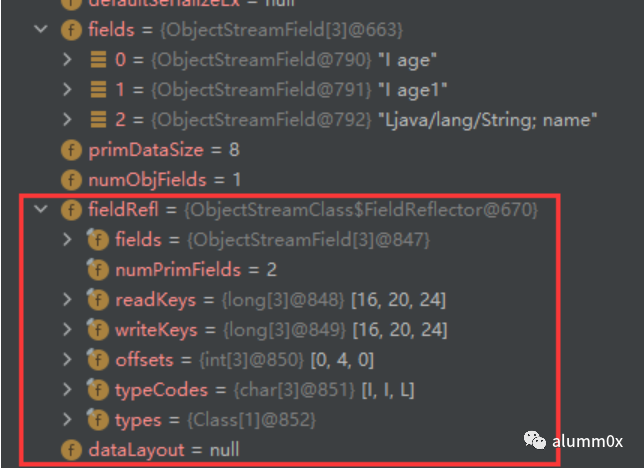 defaultSerializeEx = null
fields = {ObjectStreamField[3]@663}
0 = {ObjectStreamField@790} "I age"
1 = {ObjectStreamField@791} "I age1"
2 = {ObjectStreamField@792} "Ljava/lang/String; name"
primDataSize = 8
numObjFields = 1
fieldRefl = {ObjectStreamClass$FieldReflector@670}
fields = {ObjectStreamField[3]@847}
numPrimFields = 2
readKeys = {long[3]@848} [16, 20, 24]
writeKeys = {long[3]@849} [16, 20, 24]
offsets = {int[3]@850} [0, 4, 0]
typeCodes = {char[3]@851} [I, I, L]
types = {Class[1]@852}
dataLayout = null
alumm0x